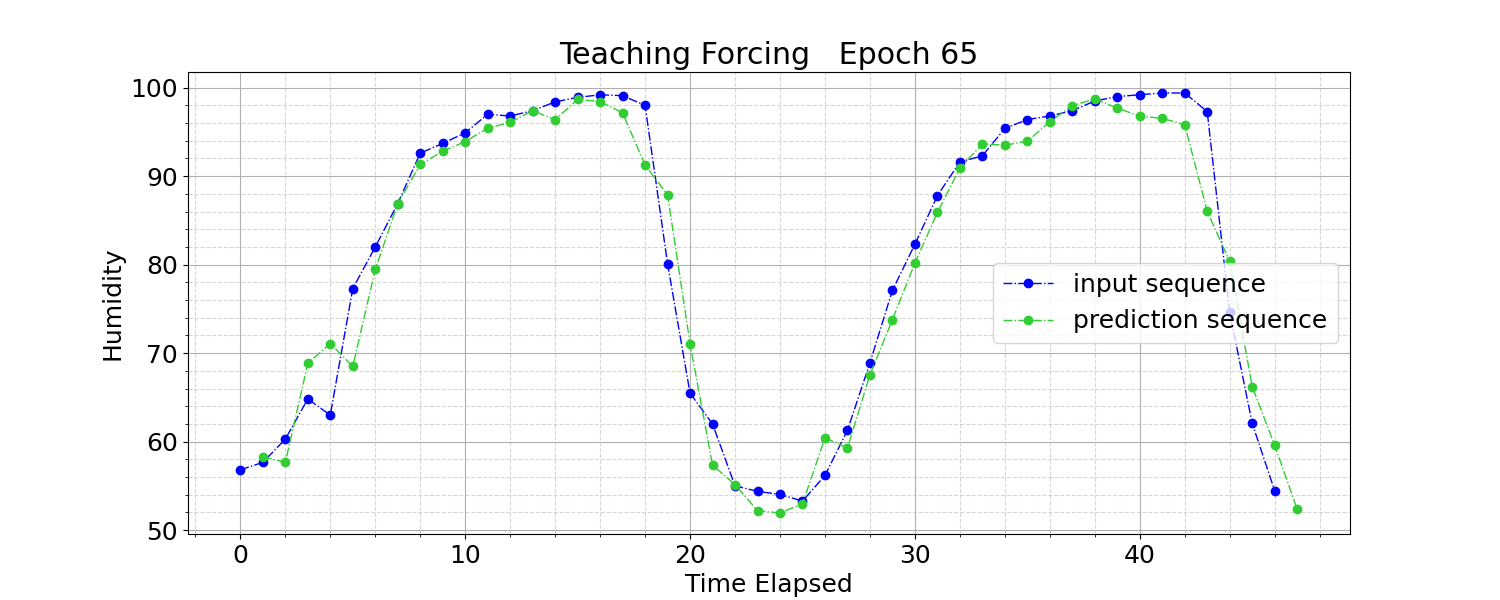 Teaching Forcing   Epoch 65
Humidity
100
90
80
70
60
50
input sequence
prediction sequence
0 10 20 30 40
Time Elapsed